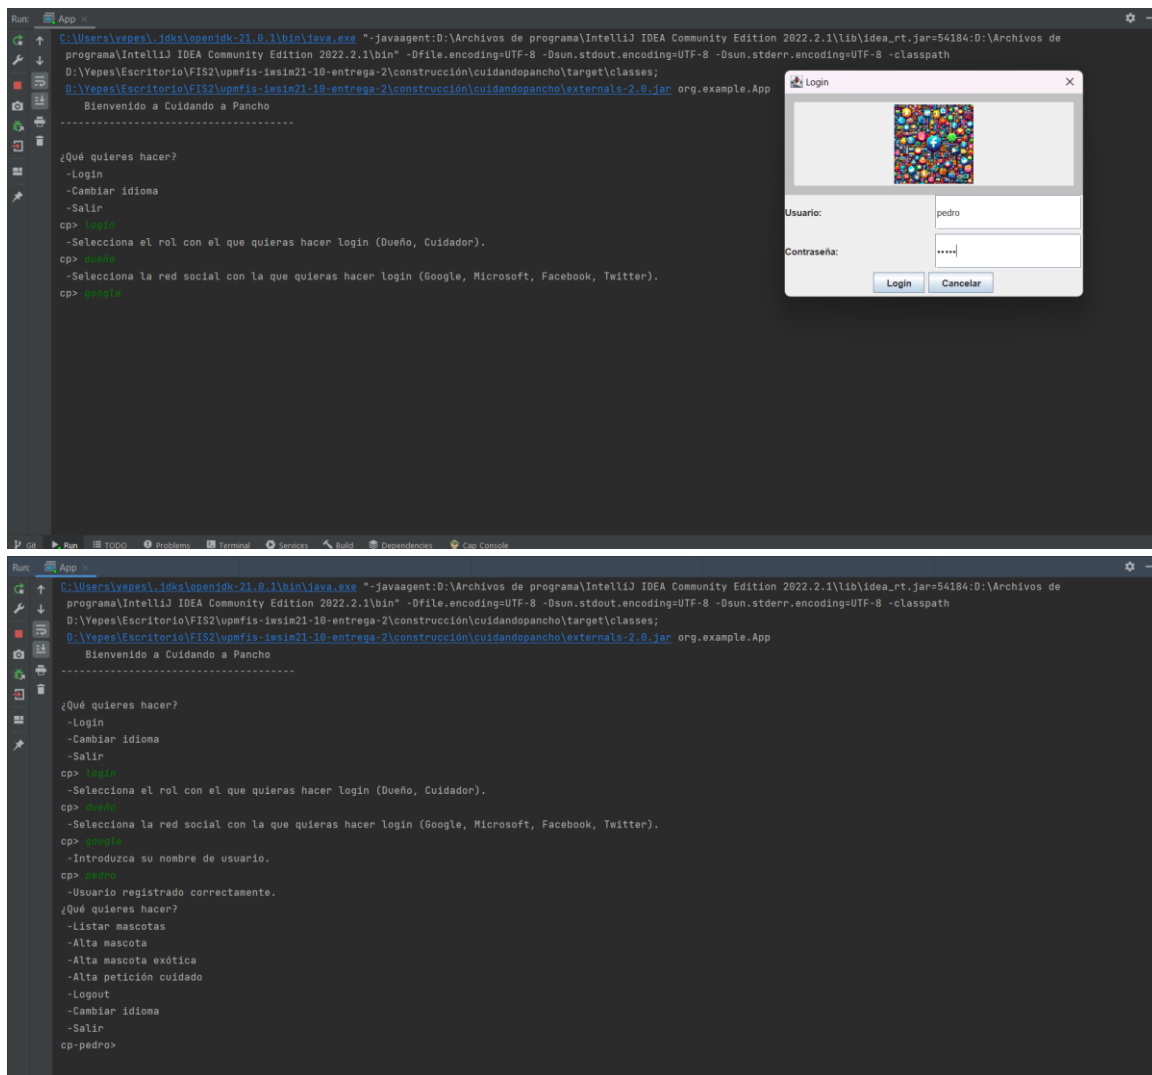 Run: App ×
C:\Users\yepes\.jdks\openjdk-21.0.1\bin\java.exe "-javaagent:D:\Archivos de programa\IntelliJ IDEA Community Edition 2022.2.1\lib\idea_rt.jar=54184:D:\Archivos de
programa\IntelliJ IDEA Community Edition 2022.2.1\bin" -Dfile.encoding=UTF-8 -Dsun.stdout.encoding=UTF-8 -Dsun.stderr.encoding=UTF-8 -classpath
D:\Yepes\Escritorio\FIS2\upmfis-iwsim21-10-entrega-2\construcción\cuidandopancho\target\classes;
D:\Yepes\Escritorio\FIS2\upmfis-iwsim21-10-entrega-2\construcción\cuidandopancho\externals-2.0.jar org.example.App
Bienvenido a Cuidando a Pancho
--------------------------------------
¿Qué quieres hacer?
-Login
-Cambiar idioma
-Salir
cp> login
-Selecciona el rol con el que quieras hacer login (Dueño, Cuidador).
cp> dueño
-Selecciona la red social con la que quieras hacer login (Google, Microsoft, Facebook, Twitter).
cp> google
Login
Usuario: pedro
Contraseña: •••••
Login Cancelar
Git Run TODO Problems Terminal Services Build Dependencies Cap Console
Run: App ×
C:\Users\yepes\.jdks\openjdk-21.0.1\bin\java.exe "-javaagent:D:\Archivos de programa\IntelliJ IDEA Community Edition 2022.2.1\lib\idea_rt.jar=54184:D:\Archivos de
programa\IntelliJ IDEA Community Edition 2022.2.1\bin" -Dfile.encoding=UTF-8 -Dsun.stdout.encoding=UTF-8 -Dsun.stderr.encoding=UTF-8 -classpath
D:\Yepes\Escritorio\FIS2\upmfis-iwsim21-10-entrega-2\construcción\cuidandopancho\target\classes;
D:\Yepes\Escritorio\FIS2\upmfis-iwsim21-10-entrega-2\construcción\cuidandopancho\externals-2.0.jar org.example.App
Bienvenido a Cuidando a Pancho
--------------------------------------
¿Qué quieres hacer?
-Login
-Cambiar idioma
-Salir
cp> login
-Selecciona el rol con el que quieras hacer login (Dueño, Cuidador).
cp> dueño
-Selecciona la red social con la que quieras hacer login (Google, Microsoft, Facebook, Twitter).
cp> google
-Introduzca su nombre de usuario.
cp> pedro
-Usuario registrado correctamente.
¿Qué quieres hacer?
-Listar mascotas
-Alta mascota
-Alta mascota exótica
-Alta petición cuidado
-Logout
-Cambiar idioma
-Salir
cp-pedro>